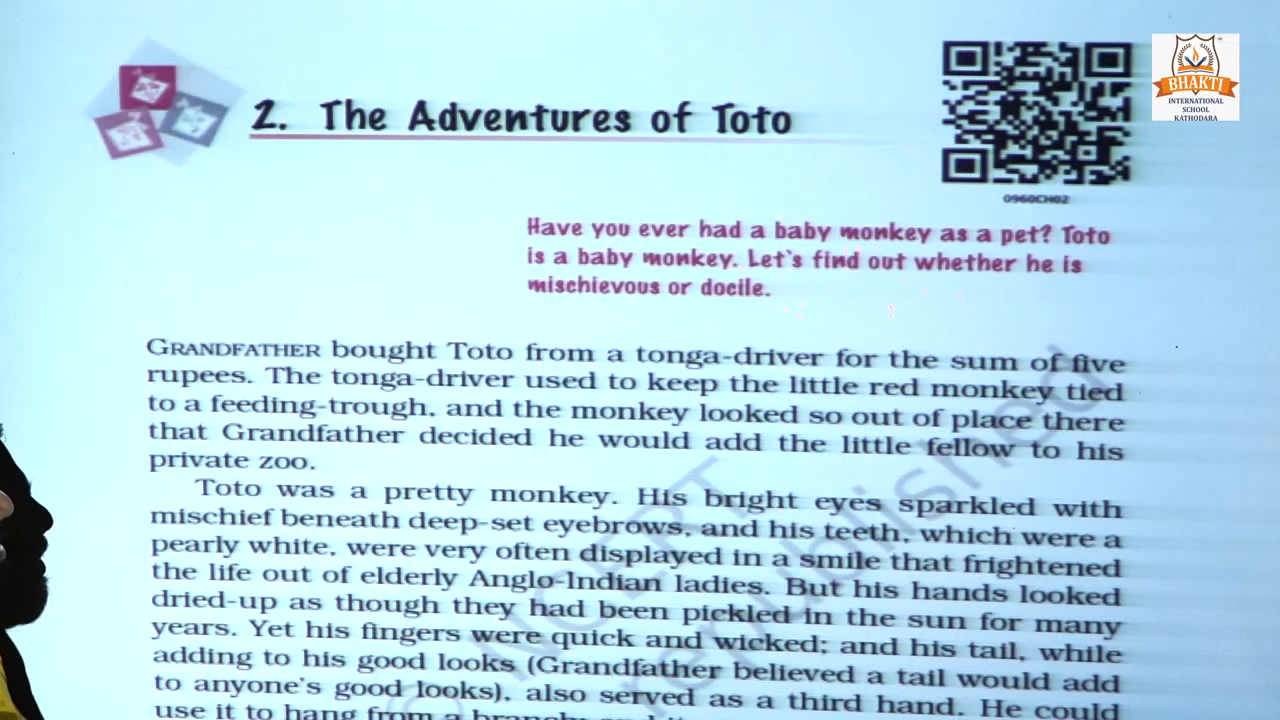 BHAKTI
INTERNATIONAL
SCHOOL
KATHODARA
2. The Adventures of Toto
0960CH02
Have you ever had a baby monkey as a pet? Toto
is a baby monkey. Let's find out whether he is
mischievous or docile.
GRANDFATHER bought Toto from a tonga-driver for the sum of five
rupees. The tonga-driver used to keep the little red monkey tied
to a feeding-trough, and the monkey looked so out of place there
that Grandfather decided he would add the little fellow to his
private zoo.
Toto was a pretty monkey. His bright eyes sparkled with
mischief beneath deep-set eyebrows, and his teeth, which were a
pearly white, were very often displayed in a smile that frightened
the life out of elderly Anglo-Indian ladies. But his hands looked
dried-up as though they had been pickled in the sun for many
years. Yet his fingers were quick and wicked; and his tail, while
adding to his good looks (Grandfather believed a tail would add
to anyone's good looks), also served as a third hand. He could
use it to hang from a branch